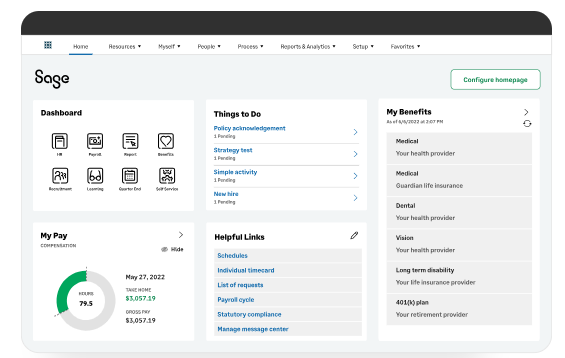 Home Resources Myself People Process Reports & Analytics Setup Favorites
Sage
Configure homepage
Dashboard
HR Payroll Report Benefits
Recruitment Learning Quarter End Self Service
Things to Do
Policy acknowledgement
1 Pending
Strategy test
1 Pending
Simple activity
1 Pending
New hire
1 Pending
My Benefits
As of 6/6/2022 at 2:07 PM
Medical
Your health provider
Medical
Guardian life insurance
Dental
Your health provider
Vision
Your health provider
Long term disability
Your life insurance provider
401(k) plan
Your retirement provider
My Pay
COMPENSATION
Hide
HOURS
79.5
May 27, 2022
TAKE HOME
$3,057.19
GROSS PAY
$3,057.19
Helpful Links
Schedules
Individual timecard
List of requests
Payroll cycle
Statutory compliance
Manage message center